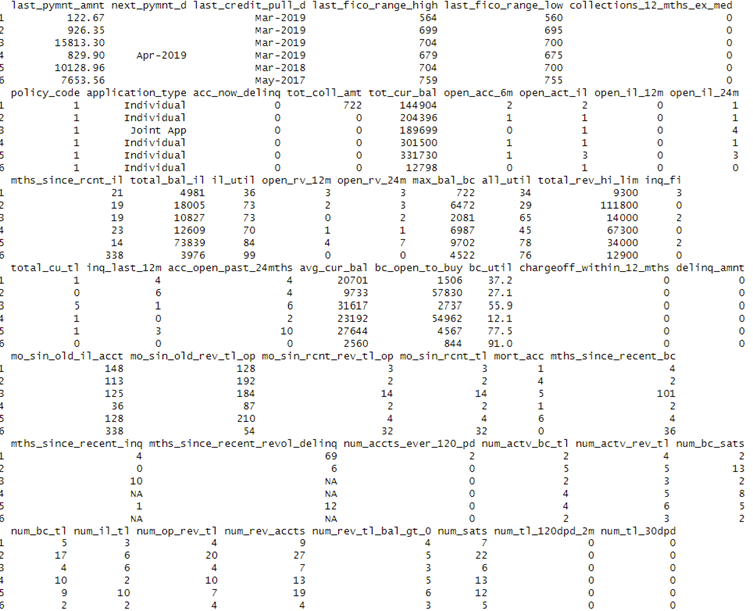 last_pymnt_amnt next_pymnt_d last_credit_pull_d last_fico_range_high last_fico_range_low collections_12_mths_ex_med
1 122.67 Mar-2019 564 560 0
2 926.35 Mar-2019 699 695 0
3 15813.30 Mar-2019 704 700 0
4 829.90 Apr-2019 Mar-2019 679 675 0
5 10128.96 Mar-2018 704 700 0
6 7653.56 May-2017 759 755 0
policy_code application_type acc_now_delinq tot_coll_amt tot_cur_bal open_acc_6m open_act_il open_il_12m open_il_24m
1 1 Individual 0 722 144904 2 2 0 1
2 1 Individual 0 0 204396 1 1 0 1
3 1 Joint App 0 0 189699 0 1 0 4
4 1 Individual 0 0 301500 1 1 0 1
5 1 Individual 0 0 331730 1 3 0 3
6 1 Individual 0 0 12798 0 1 0 0
mths_since_rcnt_il total_bal_il il_util open_rv_12m open_rv_24m max_bal_bc all_util total_rev_hi_lim inq_fi
1 21 4981 36 3 3 722 34 9300 3
2 19 18005 73 2 3 6472 29 111800 0
3 19 10827 73 0 2 2081 65 14000 2
4 23 12609 70 1 1 6987 45 67300 0
5 14 73839 84 4 7 9702 78 34000 2
6 338 3976 99 0 0 4522 76 12900 0
total_cu_tl inq_last_12m acc_open_past_24mths avg_cur_bal bc_open_to_buy bc_util chargeoff_within_12_mths delinq_amnt
1 1 4 4 20701 1506 37.2 0 0
2 0 6 4 9733 57830 27.1 0 0
3 5 1 6 31617 2737 55.9 0 0
4 1 0 2 23192 54962 12.1 0 0
5 1 3 10 27644 4567 77.5 0 0
6 0 0 0 2560 844 91.0 0 0
mo_sin_old_il_acct mo_sin_old_rev_tl_op mo_sin_rcnt_rev_tl_op mo_sin_rcnt_tl mort_acc mths_since_recent_bc
1 148 128 3 3 1 4
2 113 192 2 2 4 2
3 125 184 14 14 5 101
4 36 87 2 2 1 2
5 128 210 4 4 6 4
6 338 54 32 32 0 36
mths_since_recent_inq mths_since_recent_revol_delinq num_accts_ever_120_pd num_actv_bc_tl num_actv_rev_tl num_bc_sats
1 4 69 2 2 4 2
2 0 6 0 5 5 13
3 10 NA 0 2 3 2
4 NA NA 0 4 5 8
5 1 12 0 4 6 5
6 NA NA 0 2 3 2
num_bc_tl num_il_tl num_op_rev_tl num_rev_accts num_rev_tl_bal_gt_0 num_sats num_tl_120dpd_2m num_tl_30dpd
1 5 3 4 9 4 7 0 0
2 17 6 20 27 5 22 0 0
3 4 6 4 7 3 6 0 0
4 10 2 10 13 5 13 0 0
5 9 10 7 19 6 12 0 0
6 2 2 4 4 3 5 0 0